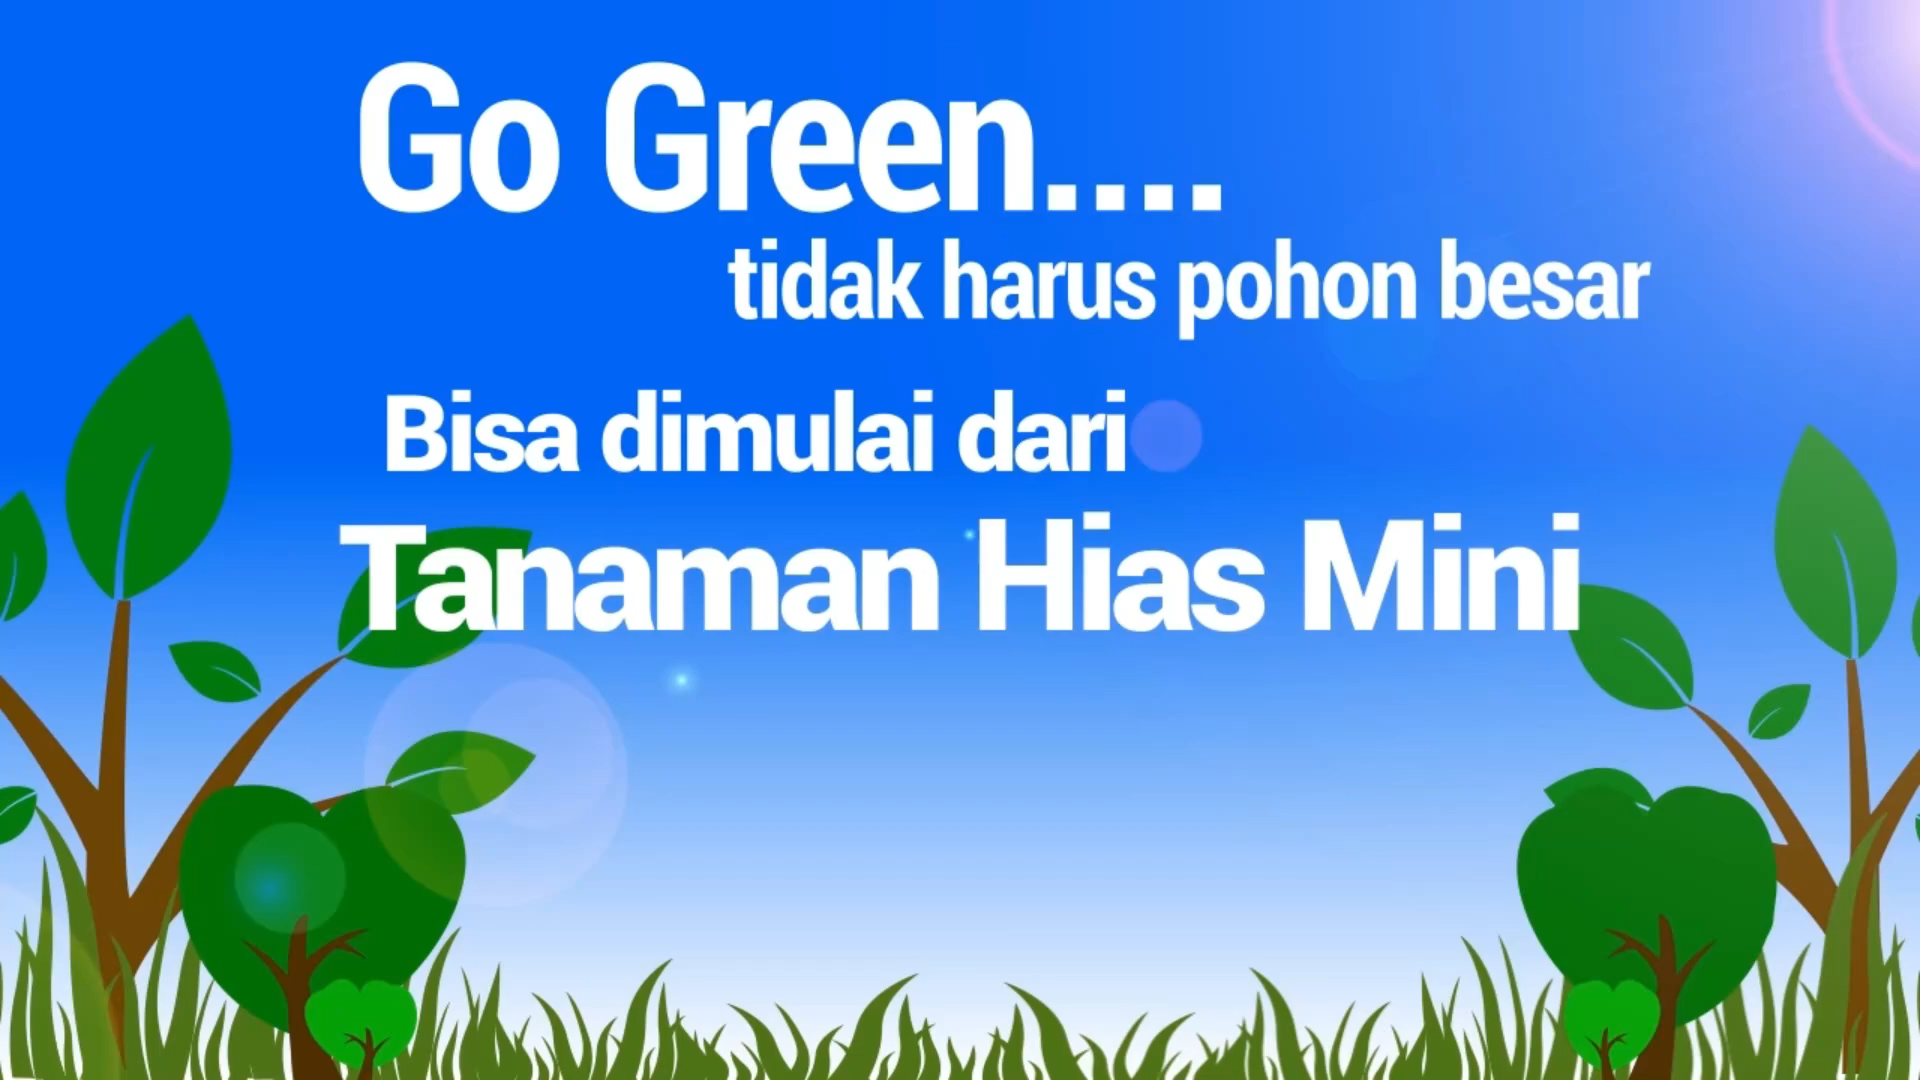 Go Green....
tidak harus pohon besar
Bisa dimulai dari
Tanaman Hias Mini